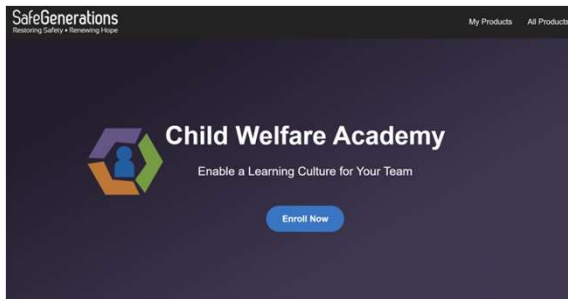 SafeGenerations
Restoring Safety • Renewing Hope
My Products All Products
Child Welfare Academy
Enable a Learning Culture for Your Team
Enroll Now